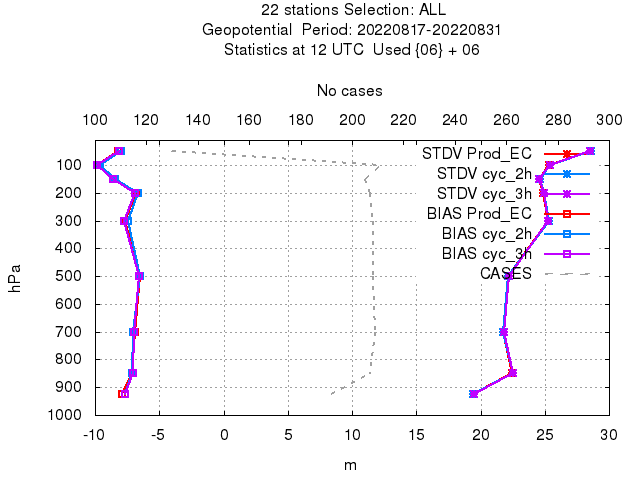 22 stations Selection: ALL
Geopotential  Period: 20220817-20220831
Statistics at 12 UTC  Used {06} + 06
No cases
100 120 140 160 180 200 220 240 260 280 300
STDV Prod_EC
STDV cyc_2h
STDV cyc_3h
BIAS Prod_EC
BIAS cyc_2h
BIAS cyc_3h
CASES
hPa
100
200
300
400
500
600
700
800
900
1000
-10 -5 0 5 10 15 20 25 30
m